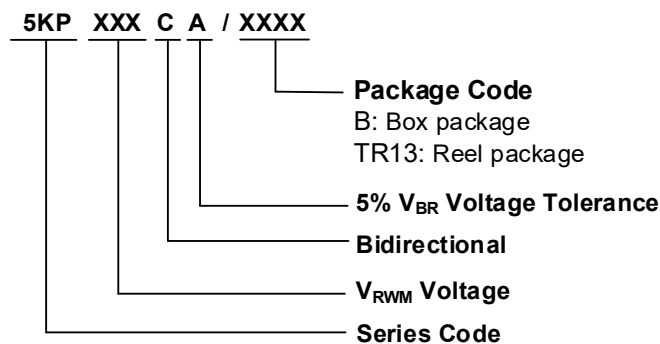 5KP XXX C A / XXXX
Package Code
B: Box package
TR13: Reel package
5% VBR Voltage Tolerance
Bidirectional
VRWM Voltage
Series Code